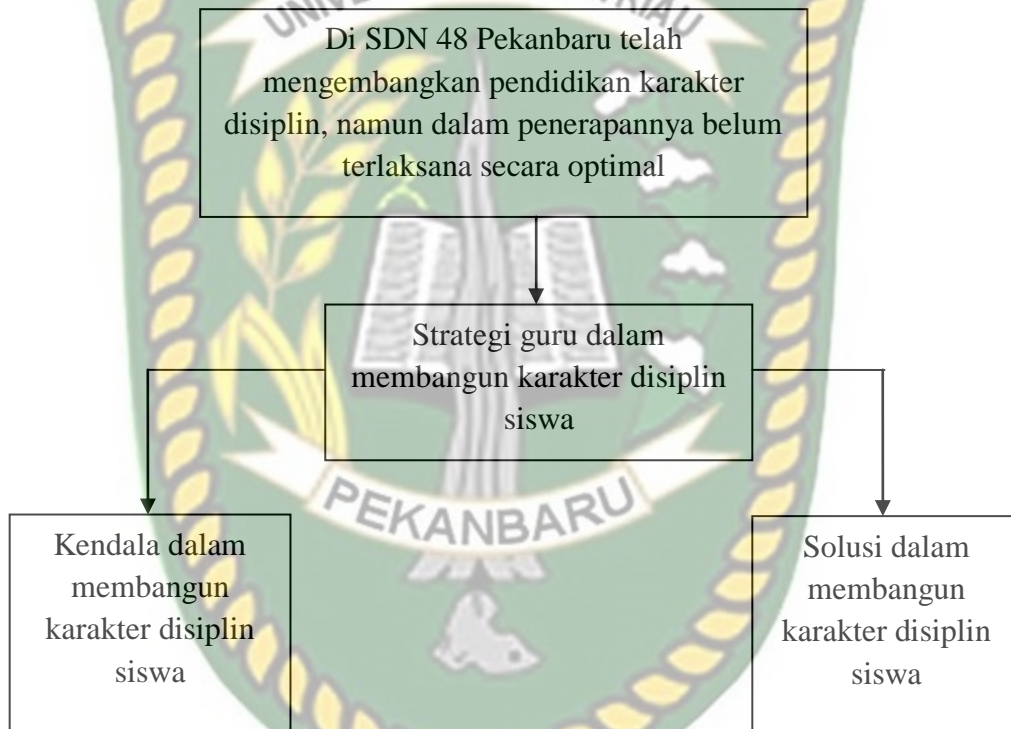 Di SDN 48 Pekanbaru telah
mengembangkan pendidikan karakter
disiplin, namun dalam penerapannya belum
terlaksana secara optimal
Strategi guru dalam
membangun karakter disiplin
siswa
PEKANBARU
Kendala dalam
membangun
karakter disiplin
siswa
Solusi dalam
membangun
karakter disiplin
siswa